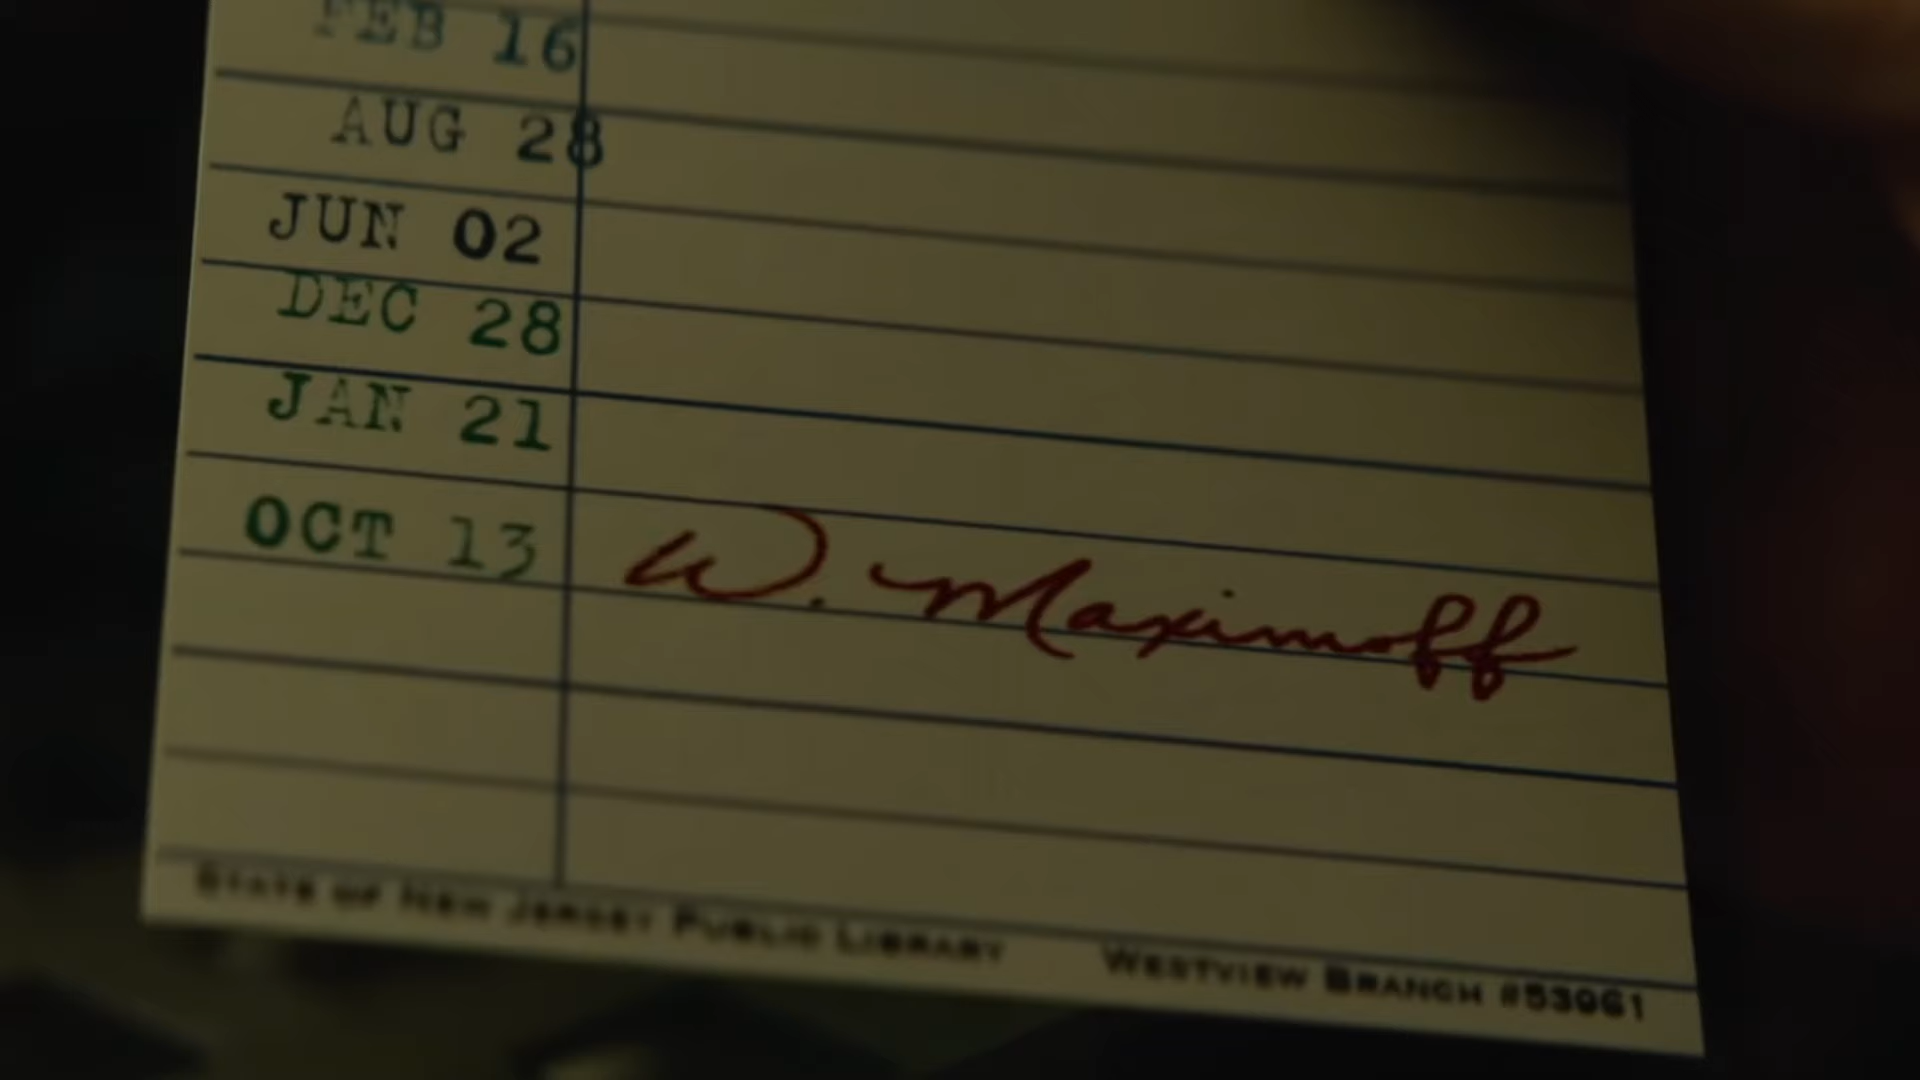 FEB 16
AUG 28
JUN 02
DEC 28
JAN 21
OCT 13 W. Maximoff
STATE OF NEW JERSEY PUBLIC LIBRARY WESTVIEW BRANCH #53961